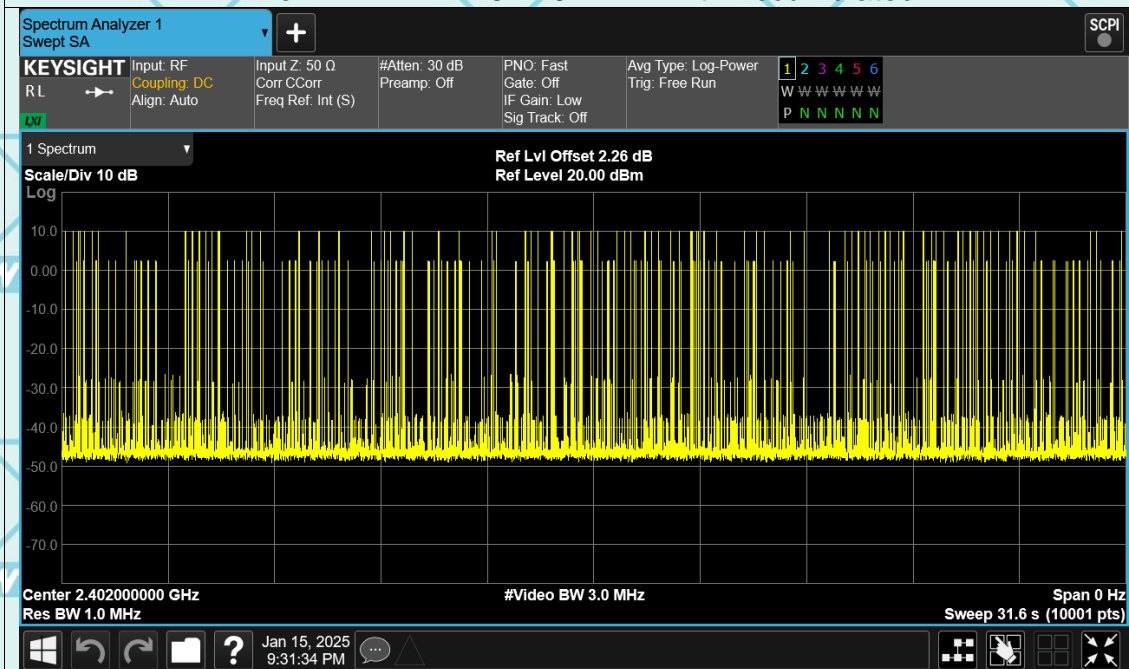 Spectrum Analyzer 1
Swept SA
+
SCPI
KEYSIGHT
RL
LXI
Input: RF
Coupling: DC
Align: Auto
Input Z: 50 Ω
Corr CCorr
Freq Ref: Int (S)
#Atten: 30 dB
Preamp: Off
PNO: Fast
Gate: Off
IF Gain: Low
Sig Track: Off
Avg Type: Log-Power
Trig: Free Run
1 2 3 4 5 6
W W W W W W
P N N N N N
1 Spectrum
Scale/Div 10 dB
Ref Lvl Offset 2.26 dB
Ref Level 20.00 dBm
Log
10.0
0.00
-10.0
-20.0
-30.0
-40.0
-50.0
-60.0
-70.0
Center 2.402000000 GHz
#Video BW 3.0 MHz
Span 0 Hz
Res BW 1.0 MHz
Sweep 31.6 s (10001 pts)
?
Jan 15, 2025
9:31:34 PM